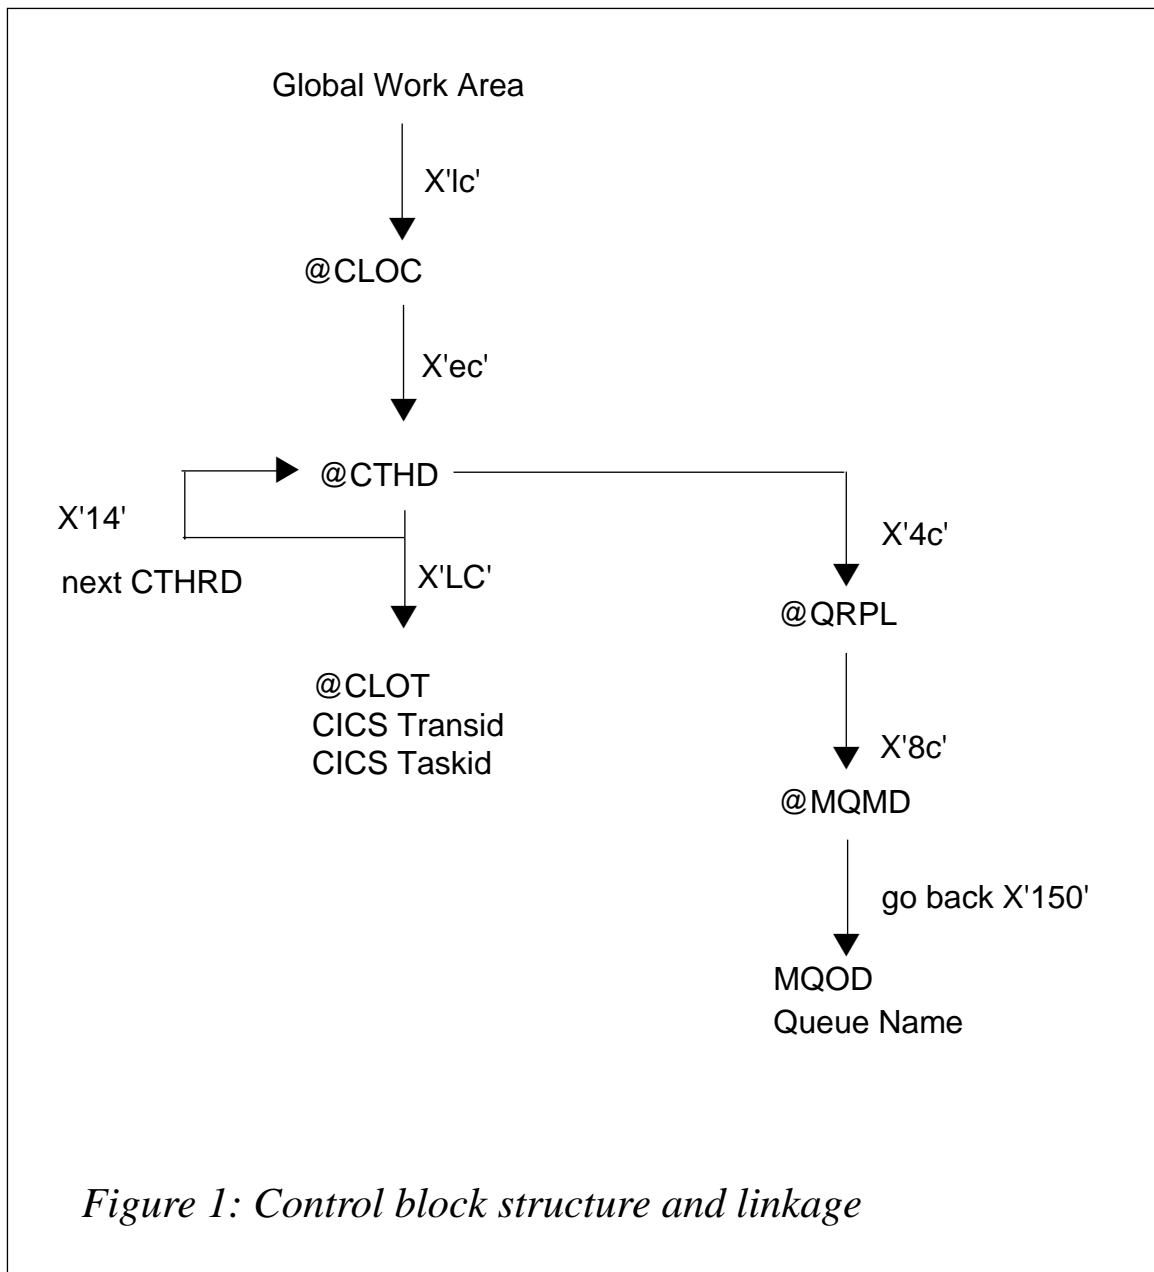 Global Work Area
X'lc'
@CLOC
X'ec'
@CTHD
X'14'
next CTHRD
X'LC'
X'4c'
@QRPL
@CLOT
CICS Transid
CICS Taskid
X'8c'
@MQMD
go back X'150'
MQOD
Queue Name
Figure 1: Control block structure and linkage